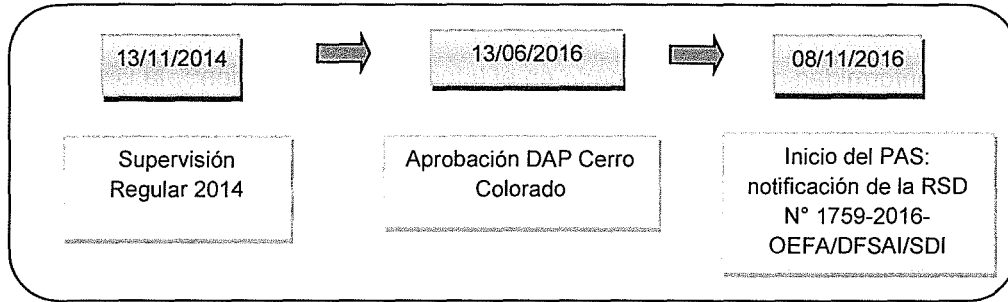 13/11/2014
13/06/2016
08/11/2016
Supervisión
Regular 2014
Aprobación DAP Cerro
Colorado
Inicio del PAS:
notificación de la RSD
N° 1759-2016-
OEFA/DFSAI/SDI